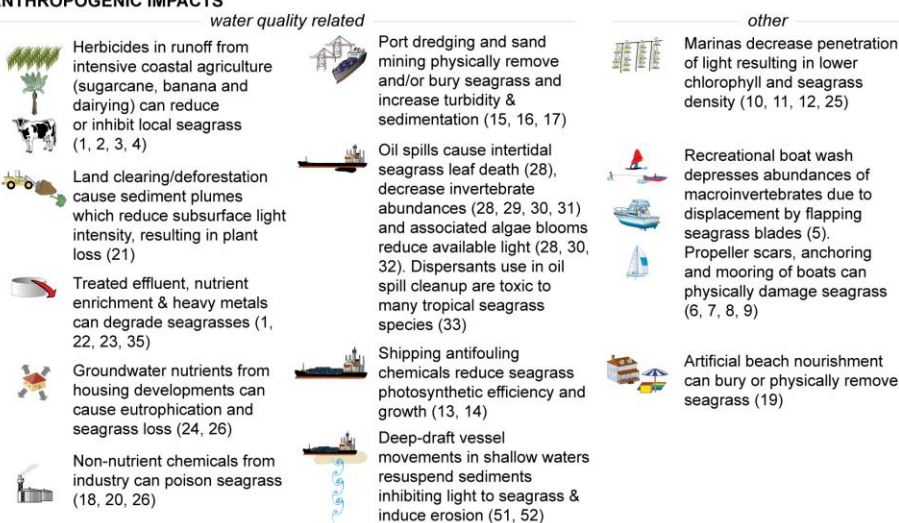 ANTHROPOGENIC IMPACTS
water quality related
Herbicides in runoff from
intensive coastal agriculture
(sugarcane, banana and
dairying) can reduce
or inhibit local seagrass
(1, 2, 3, 4)
Land clearing/deforestation
cause sediment plumes
which reduce subsurface light
intensity, resulting in plant
loss (21)
Treated effluent, nutrient
enrichment & heavy metals
can degrade seagrasses (1,
22, 23, 35)
Groundwater nutrients from
housing developments can
cause eutrophication and
seagrass loss (24, 26)
Non-nutrient chemicals from
industry can poison seagrass
(18, 20, 26)
Port dredging and sand
mining physically remove
and/or bury seagrass and
increase turbidity &
sedimentation (15, 16, 17)
Oil spills cause intertidal
seagrass leaf death (28),
decrease invertebrate
abundances (28, 29, 30, 31)
and associated algae blooms
reduce available light (28, 30,
32). Dispersants use in oil
spill cleanup are toxic to
many tropical seagrass
species (33)
Shipping antifouling
chemicals reduce seagrass
photosynthetic efficiency and
growth (13, 14)
Deep-draft vessel
movements in shallow waters
resuspend sediments
inhibiting light to seagrass &
induce erosion (51, 52)
other
Marinas decrease penetration
of light resulting in lower
chlorophyll and seagrass
density (10, 11, 12, 25)
Recreational boat wash
depresses abundances of
macroinvertebrates due to
displacement by flapping
seagrass blades (5).
Propeller scars, anchoring
and mooring of boats can
physically damage seagrass
(6, 7, 8, 9)
Artificial beach nourishment
can bury or physically remove
seagrass (19)